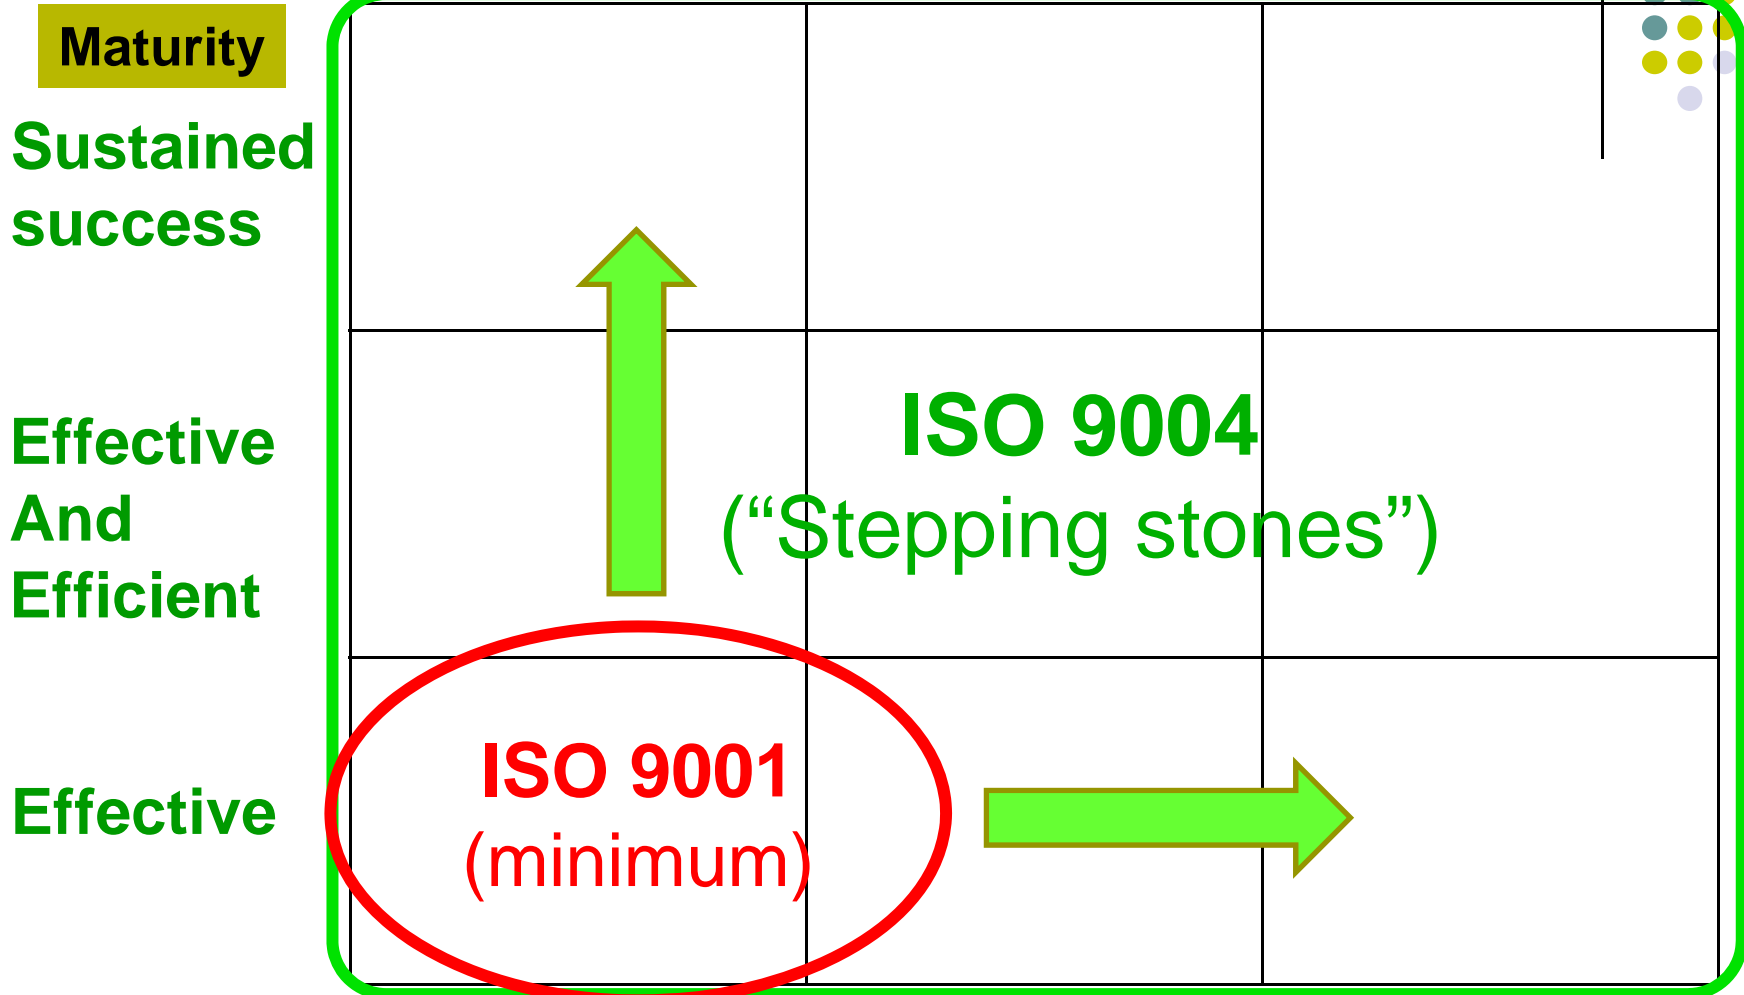 Maturity
Sustained
success
Effective
And
Efficient
Effective
ISO 9004
(“Stepping stones”)
ISO 9001
(minimum)